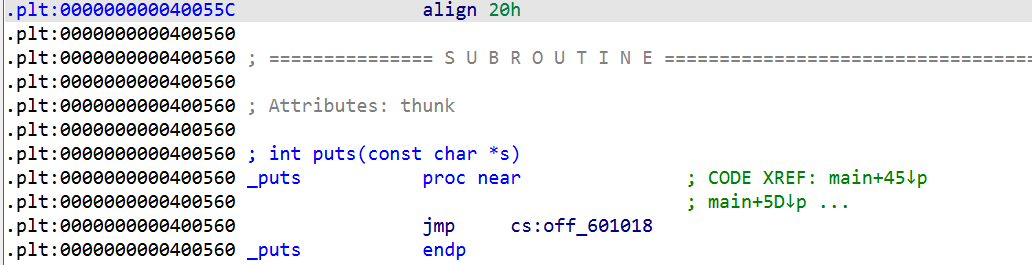 .plt:000000000040055C                 align 20h
.plt:0000000000400560
.plt:0000000000400560 ; =============== S U B R O U T I N E =================================
.plt:0000000000400560
.plt:0000000000400560 ; Attributes: thunk
.plt:0000000000400560
.plt:0000000000400560 ; int puts(const char *s)
.plt:0000000000400560 _puts           proc near               ; CODE XREF: main+45↓p
.plt:0000000000400560                                         ; main+5D↓p ...
.plt:0000000000400560                 jmp     cs:off_601018
.plt:0000000000400560 _puts           endp